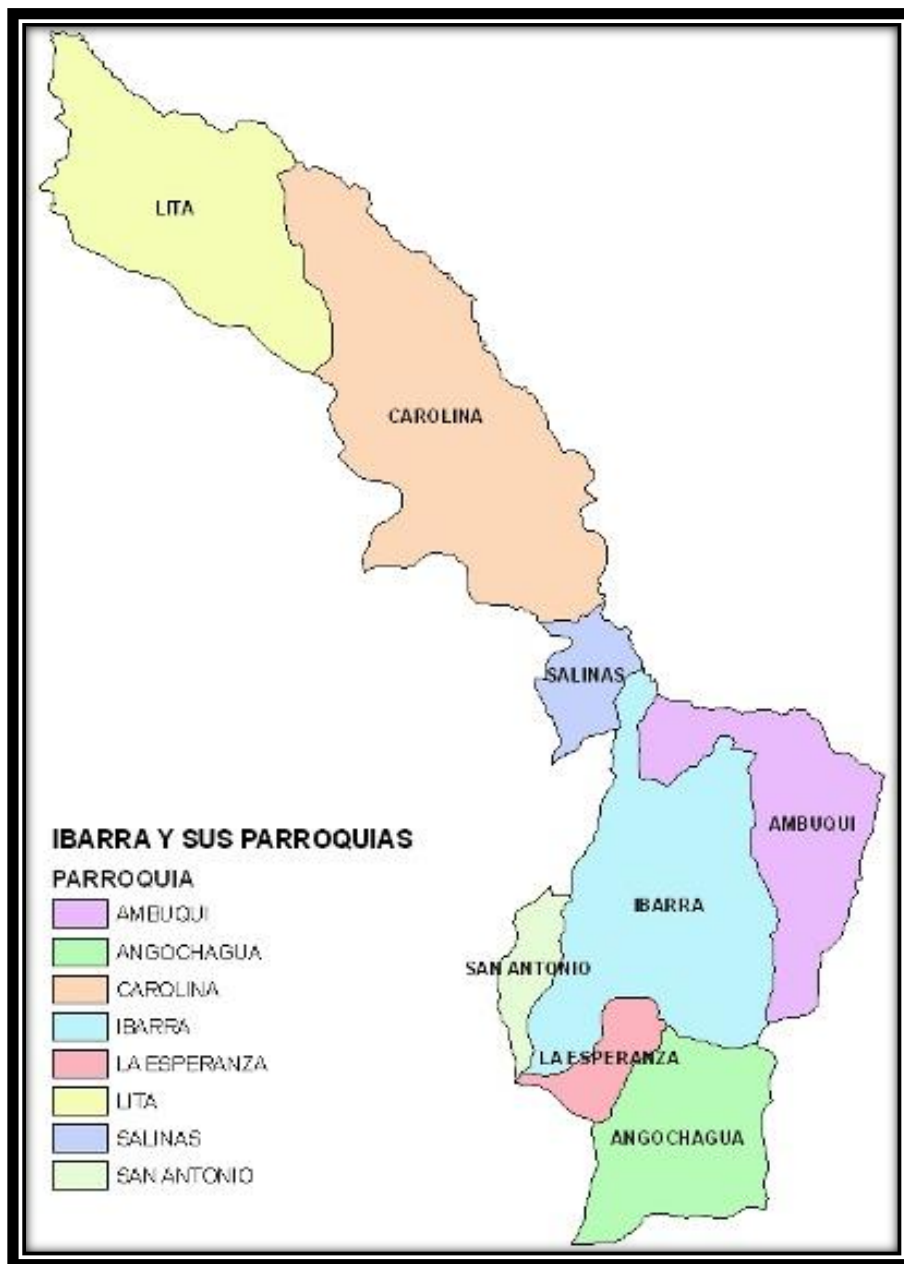 LITA
CAROLINA
SALINAS
AMBUQUI
IBARRA
SAN ANTONIO
LA ESPERANZA
ANGOCHAGUA
IBARRA Y SUS PARROQUIAS
PARROQUIA
AMBUQUI
ANGOCHAGUA
CAROLINA
IBARRA
LA ESPERANZA
LITA
SALINAS
SAN ANTONIO